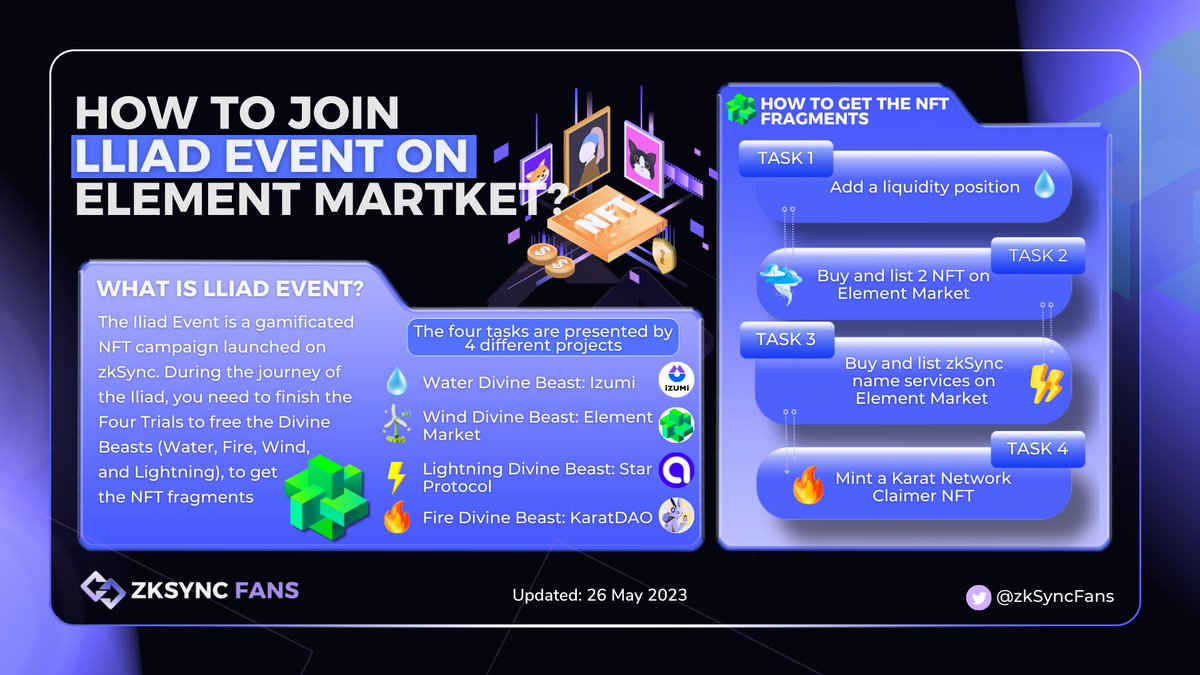 HOW TO JOIN
LLIAD EVENT ON
ELEMENT MARTKET?
NFT
WHAT IS LLIAD EVENT?
The Iliad Event is a gamificated
NFT campaign launched on
zkSync. During the journey of
the Iliad, you need to finish the
Four Trials to free the Divine
Beasts (Water, Fire, Wind,
and Lightning), to get
the NFT fragments
The four tasks are presented by
4 different projects
Water Divine Beast: Izumi
iZUMi
Wind Divine Beast: Element
Market
Lightning Divine Beast: Star
Protocol
Fire Divine Beast: KaratDAO
HOW TO GET THE NFT
FRAGMENTS
TASK 1
Add a liquidity position
TASK 2
Buy and list 2 NFT on
Element Market
TASK 3
Buy and list zkSync
name services on
Element Market
TASK 4
Mint a Karat Network
Claimer NFT
ZKSYNC FANS
Updated: 26 May 2023
@zkSyncFans